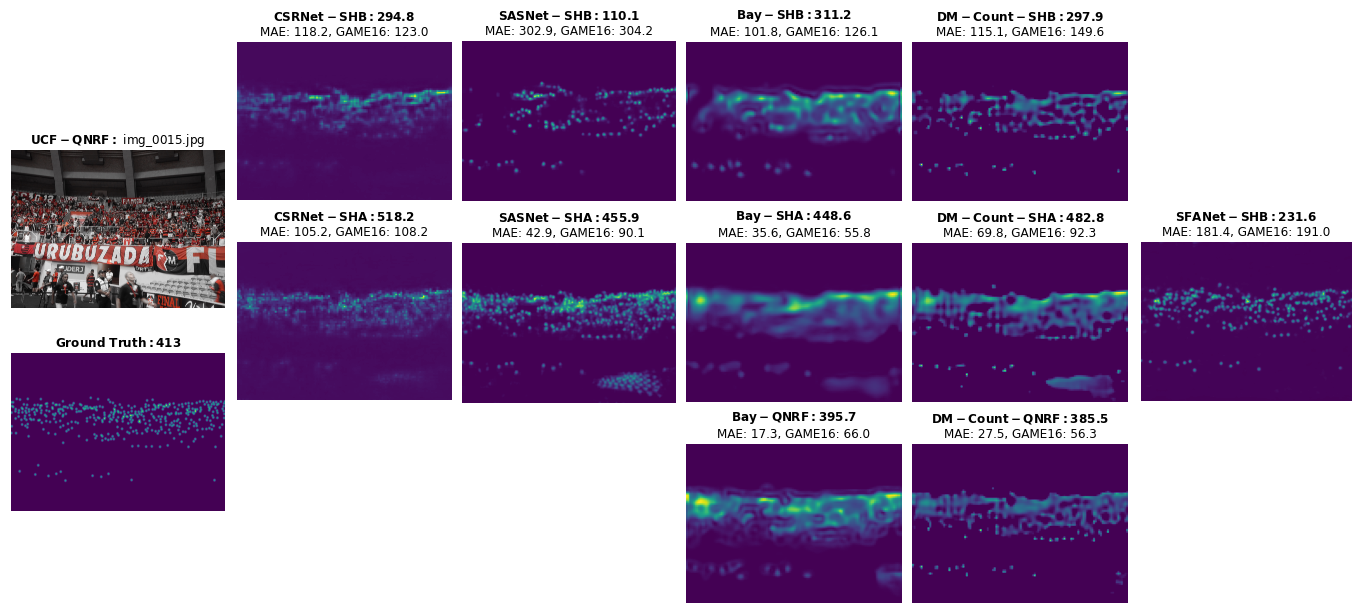 CSRNet − SHB : 294.8
MAE: 118.2, GAME16: 123.0
SASNet − SHB : 110.1
MAE: 302.9, GAME16: 304.2
Bay − SHB : 311.2
MAE: 101.8, GAME16: 126.1
DM − Count − SHB : 297.9
MAE: 115.1, GAME16: 149.6
UCF − QNRF : img_0015.jpg
URUBUZADA
FINAL
CSRNet − SHA : 518.2
MAE: 105.2, GAME16: 108.2
SASNet − SHA : 455.9
MAE: 42.9, GAME16: 90.1
Bay − SHA : 448.6
MAE: 35.6, GAME16: 55.8
DM − Count − SHA : 482.8
MAE: 69.8, GAME16: 92.3
SFANet − SHB : 231.6
MAE: 181.4, GAME16: 191.0
Ground Truth : 413
Bay − QNRF : 395.7
MAE: 17.3, GAME16: 66.0
DM − Count − QNRF : 385.5
MAE: 27.5, GAME16: 56.3